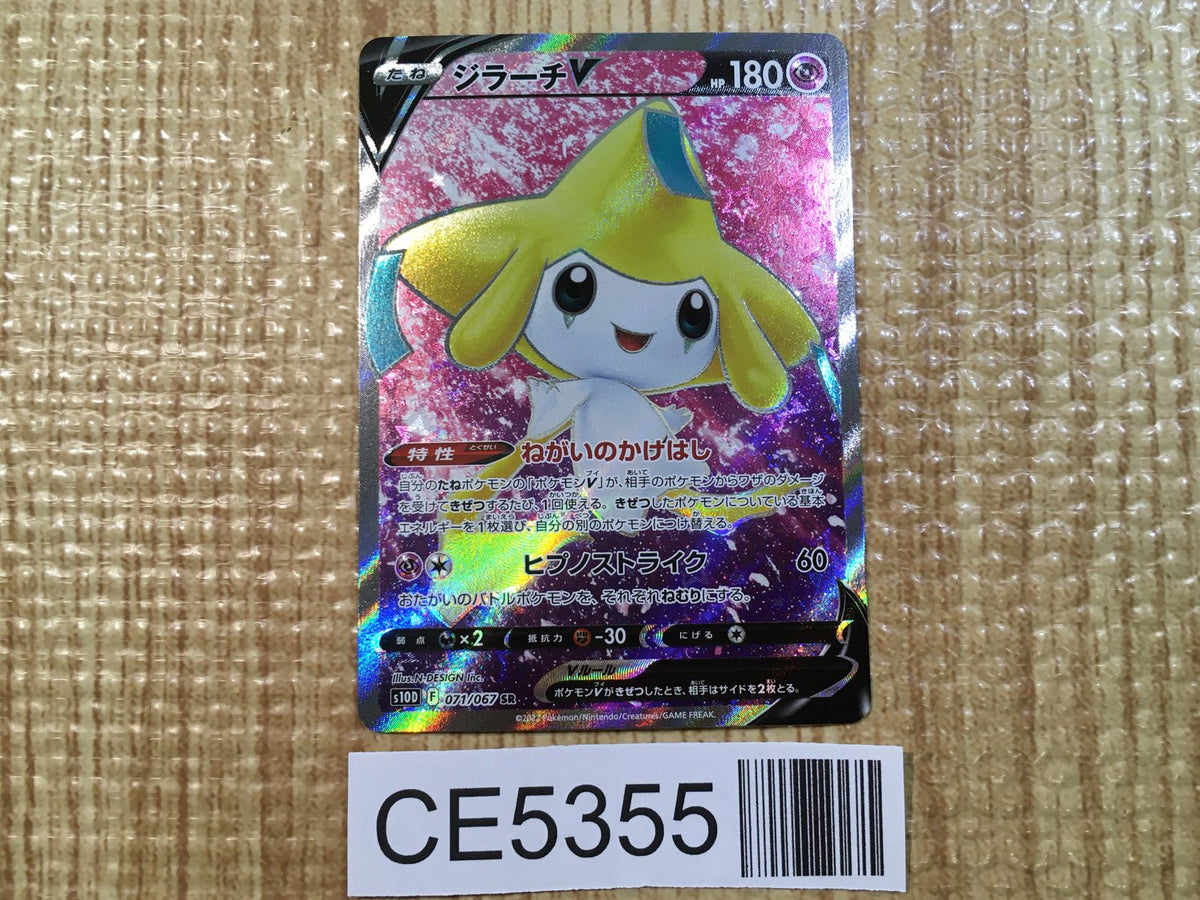 たね ジラーチV HP 180
特性 とくせい ねがいのかけはし
自分のたねポケモンの「ポケモンV」が、相手のポケモンからワザのダメージ
を受けてきぜつするたび、1回使える。きぜつしたポケモンについている基本
エネルギーを1枚選び、自分の別のポケモンにつけ替える。
ヒプノストライク 60
おたがいのバトルポケモンを、それぞれねむりにする。
弱点 ×2 抵抗力 -30 にげる
Vルール
ポケモンVがきぜつしたとき、相手はサイドを2枚とる。
Illus.N-DESIGN Inc.
s10D F 071/067 SR
©2022 Pokémon/Nintendo/Creatures/GAME FREAK.
CE5355